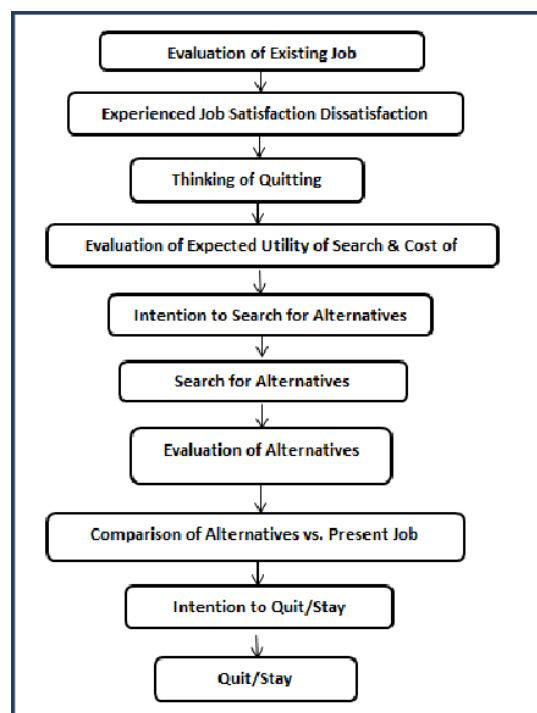 Evaluation of Existing Job
Experienced Job Satisfaction Dissatisfaction
Thinking of Quitting
Evaluation of Expected Utility of Search & Cost of
Intention to Search for Alternatives
Search for Alternatives
Evaluation of Alternatives
Comparison of Alternatives vs. Present Job
Intention to Quit/Stay
Quit/Stay